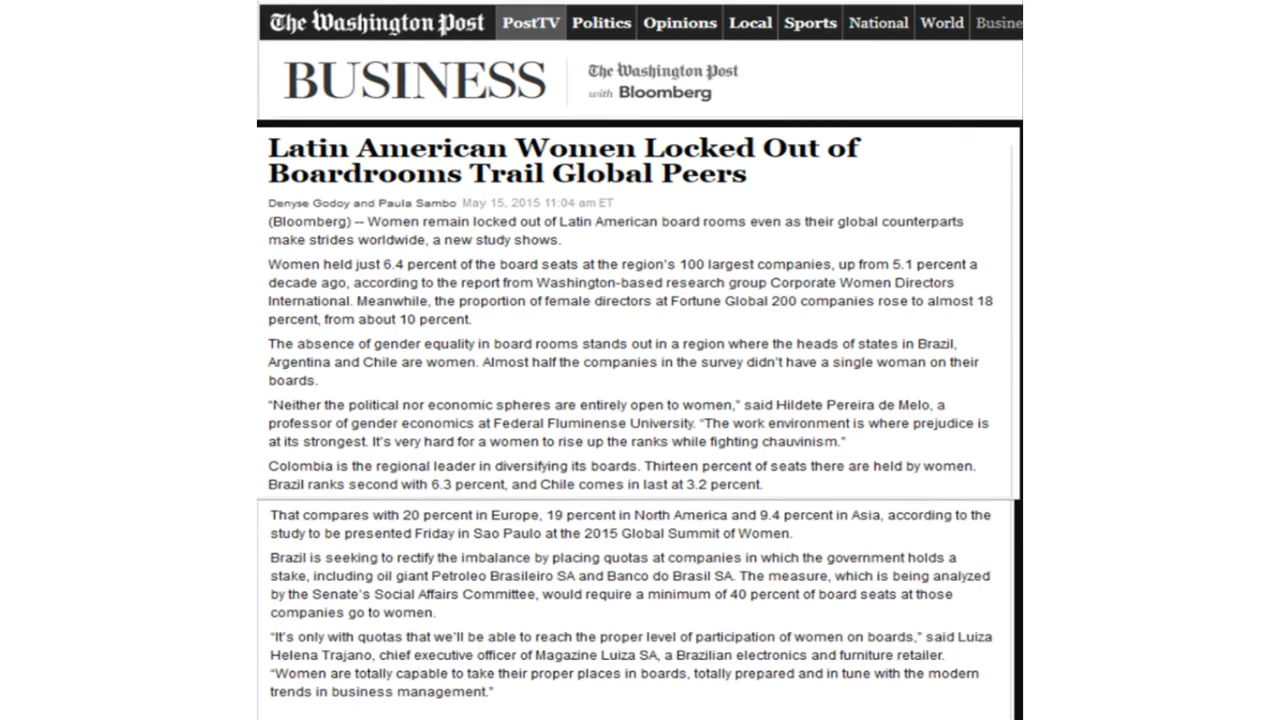 The Washington Post PostTV Politics Opinions Local Sports National World Busine
BUSINESS The Washington Post
with Bloomberg
Latin American Women Locked Out of
Boardrooms Trail Global Peers
Denyse Godoy and Paula Sambo May 15, 2015 11:04 am ET
(Bloomberg) -- Women remain locked out of Latin American board rooms even as their global counterparts
make strides worldwide, a new study shows.
Women held just 6.4 percent of the board seats at the region's 100 largest companies, up from 5.1 percent a
decade ago, according to the report from Washington-based research group Corporate Women Directors
International. Meanwhile, the proportion of female directors at Fortune Global 200 companies rose to almost 18
percent, from about 10 percent.
The absence of gender equality in board rooms stands out in a region where the heads of states in Brazil,
Argentina and Chile are women. Almost half the companies in the survey didn't have a single woman on their
boards.
“Neither the political nor economic spheres are entirely open to women,” said Hildete Pereira de Melo, a
professor of gender economics at Federal Fluminense University. “The work environment is where prejudice is
at its strongest. It's very hard for a women to rise up the ranks while fighting chauvinism.”
Colombia is the regional leader in diversifying its boards. Thirteen percent of seats there are held by women.
Brazil ranks second with 6.3 percent, and Chile comes in last at 3.2 percent.
That compares with 20 percent in Europe, 19 percent in North America and 9.4 percent in Asia, according to the
study to be presented Friday in Sao Paulo at the 2015 Global Summit of Women.
Brazil is seeking to rectify the imbalance by placing quotas at companies in which the government holds a
stake, including oil giant Petroleo Brasileiro SA and Banco do Brasil SA. The measure, which is being analyzed
by the Senate's Social Affairs Committee, would require a minimum of 40 percent of board seats at those
companies go to women.
“It's only with quotas that we'll be able to reach the proper level of participation of women on boards,” said Luiza
Helena Trajano, chief executive officer of Magazine Luiza SA, a Brazilian electronics and furniture retailer.
“Women are totally capable to take their proper places in boards, totally prepared and in tune with the modern
trends in business management.”